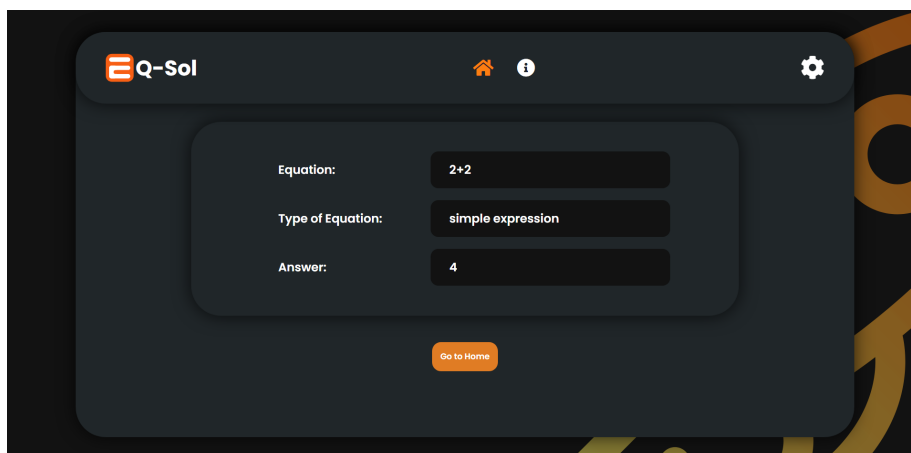 Q-Sol
Equation: 2+2
Type of Equation: simple expression
Answer: 4
Go to Home